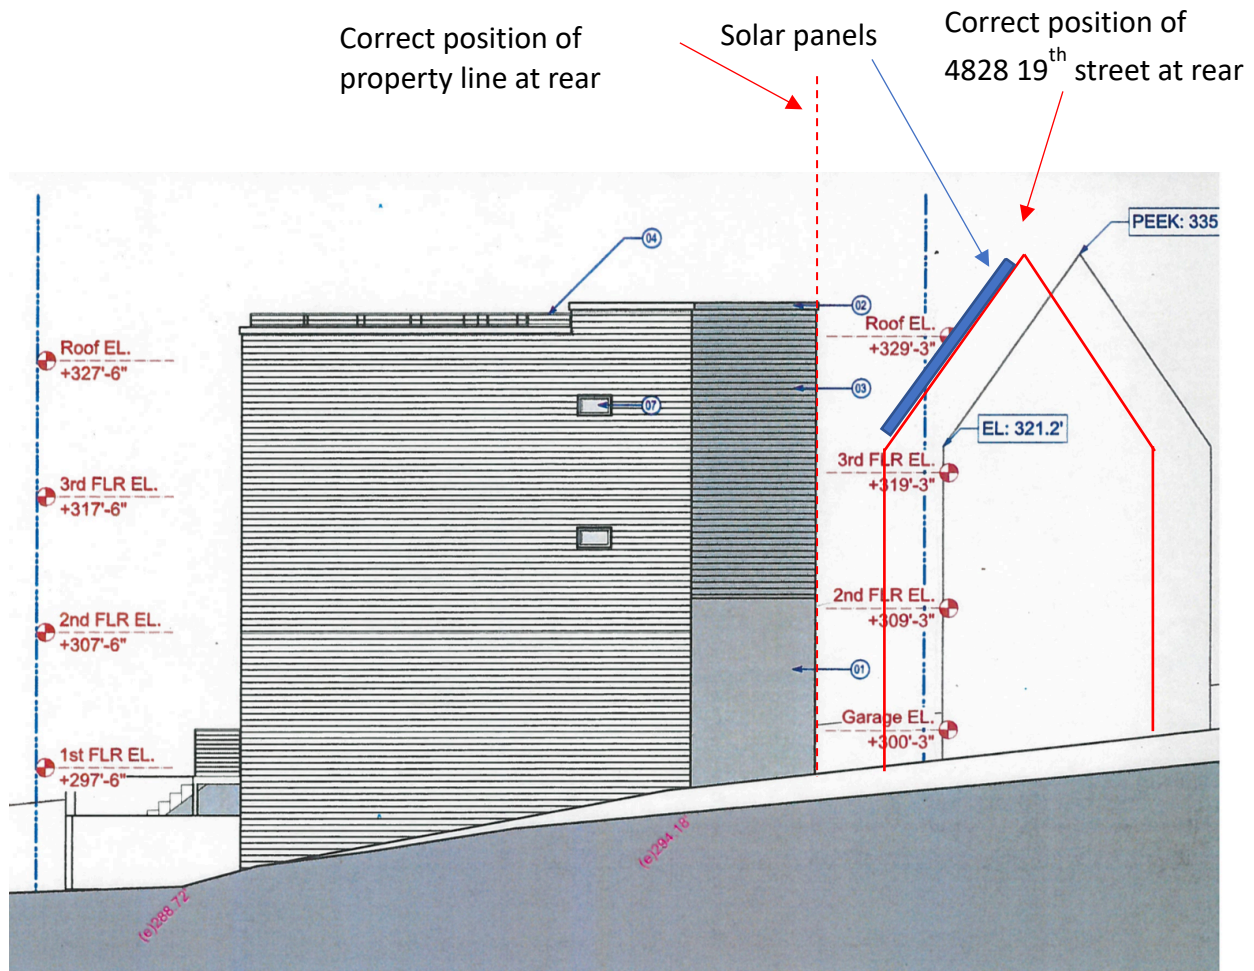 Correct position of
property line at rear
Solar panels
Correct position of
4828 19th street at rear
PEEK: 335
04
02
Roof EL.
+329'-3"
Roof EL.
+327'-6"
03
07
EL: 321.2'
3rd FLR EL.
+319'-3"
3rd FLR EL.
+317'-6"
2nd FLR EL.
+309'-3"
2nd FLR EL.
+307'-6"
01
Garage EL.
+300'-3"
1st FLR EL.
+297'-6"
(e)284.18'
(e)288.72'